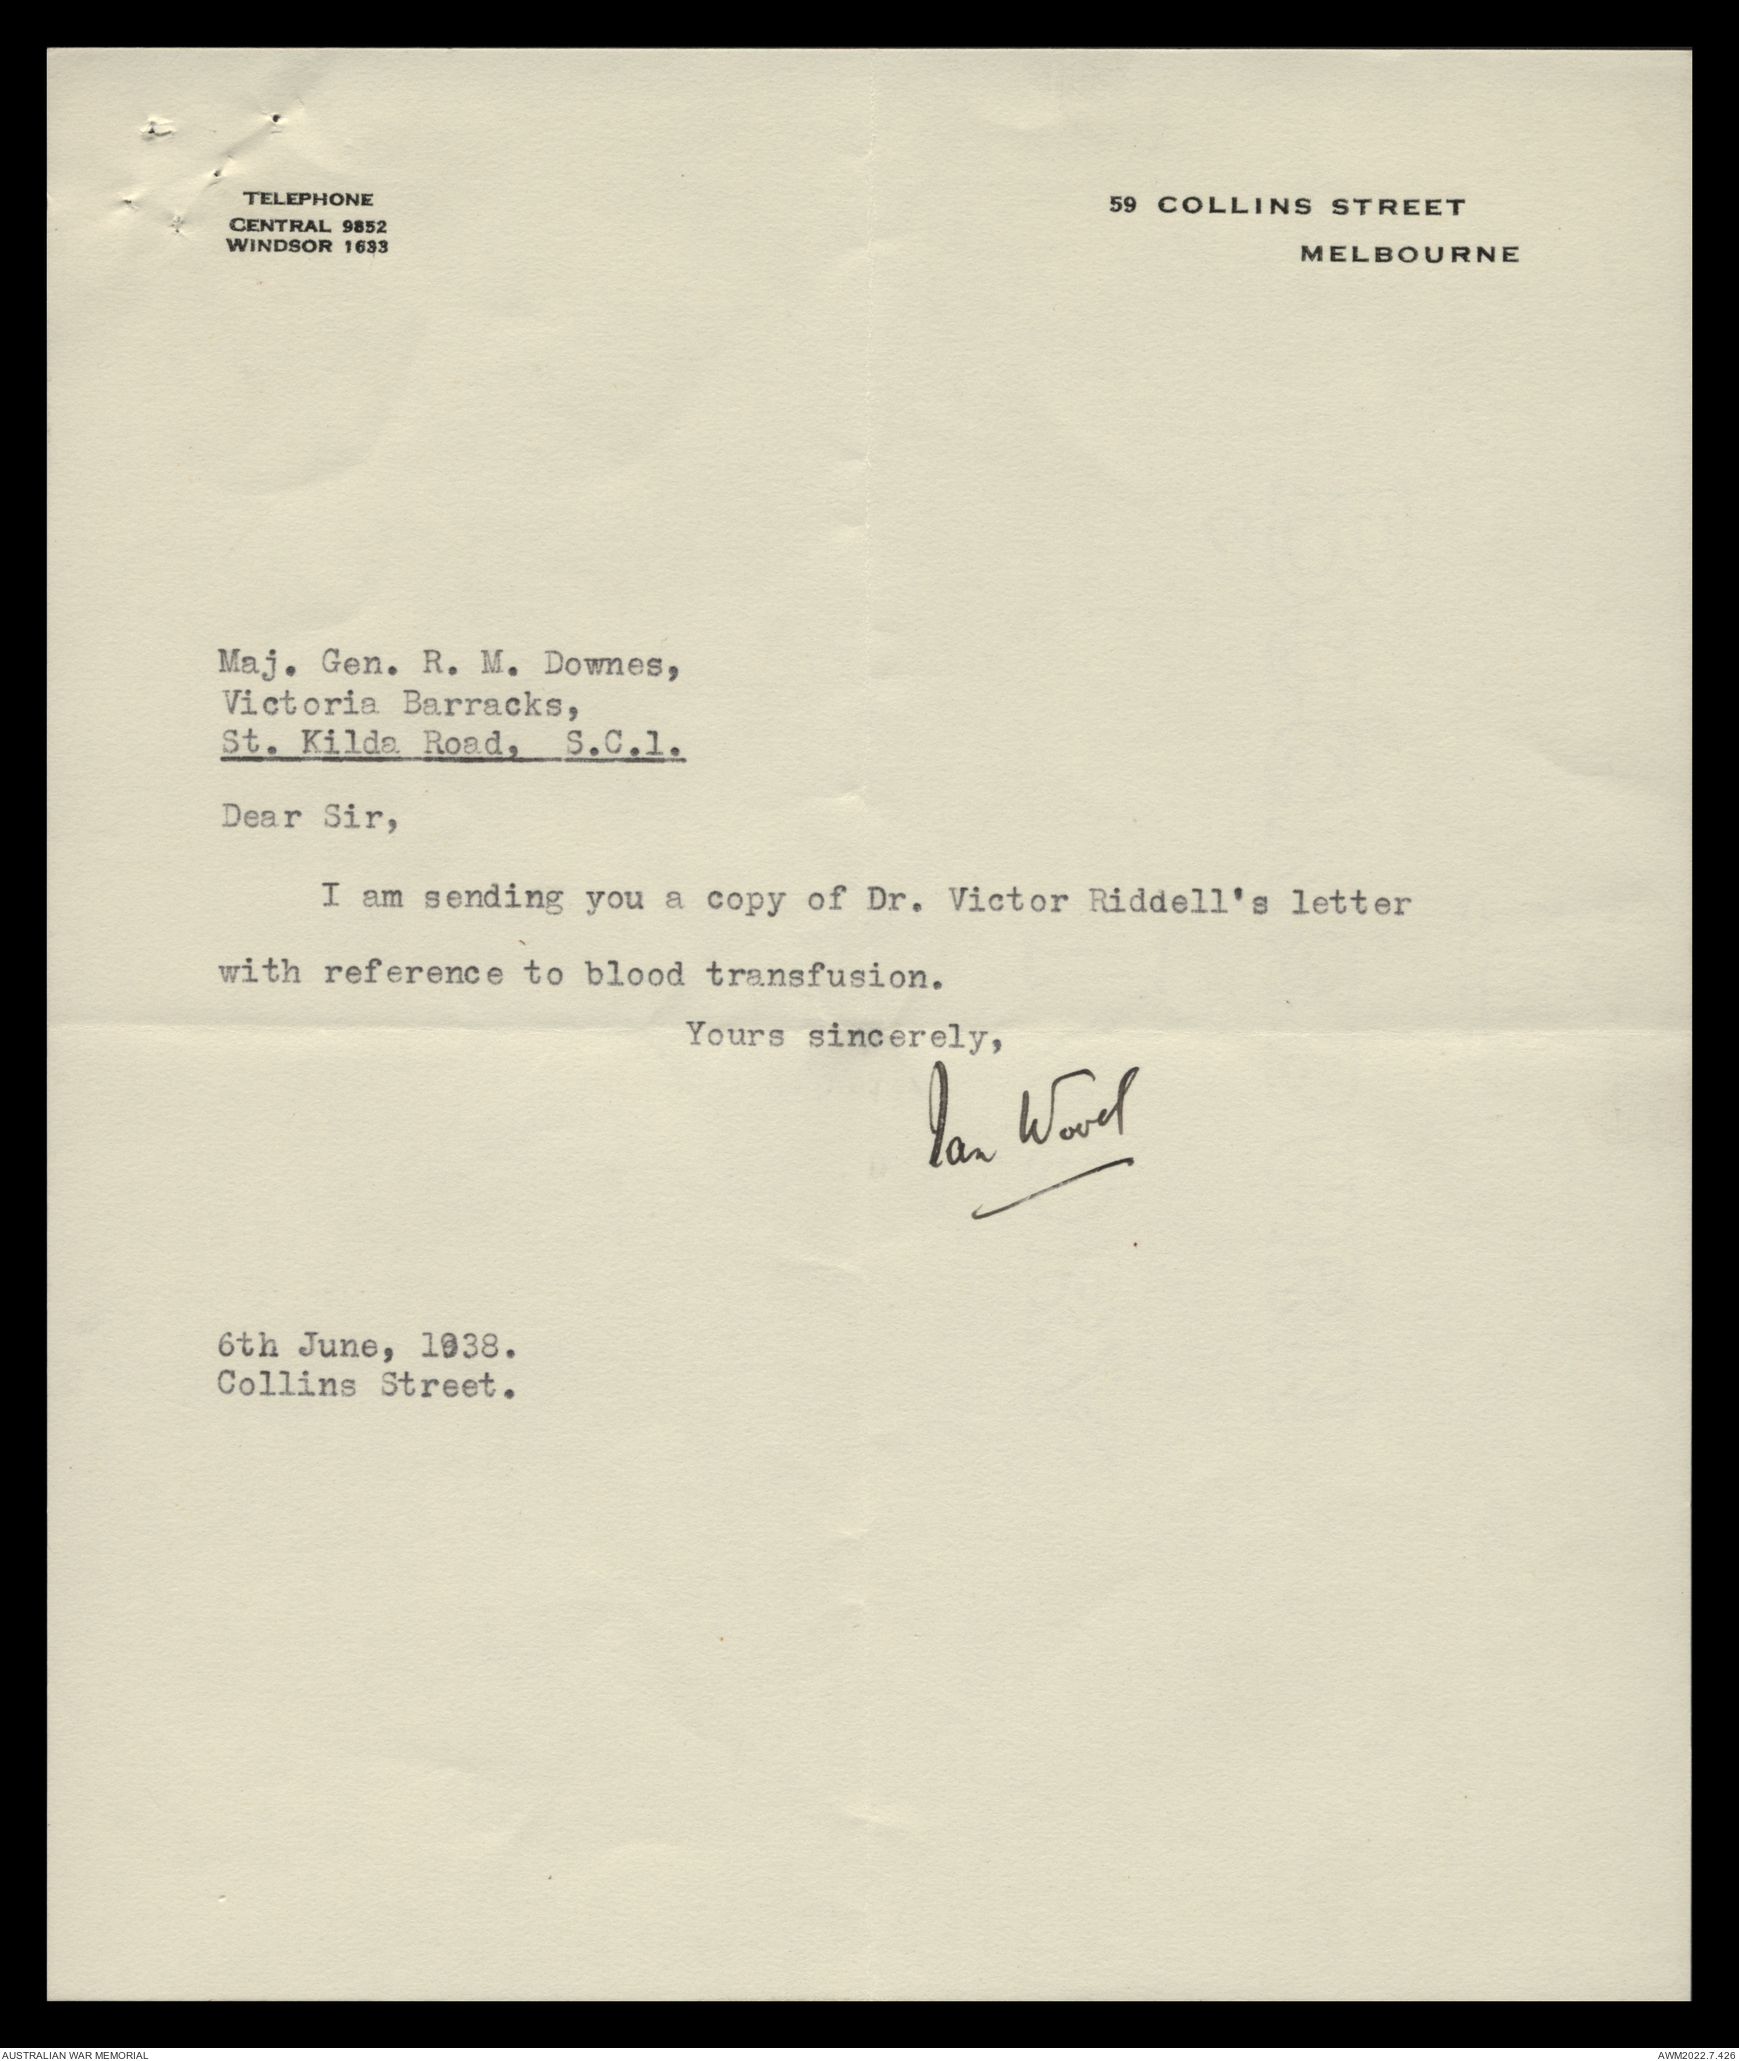 TELEPHONE
CENTRAL 9852
WINDSOR 1633
59 COLLINS STREET
MELBOURNE
Maj. Gen. R. M. Downes,
Victoria Barracks,
St. Kilda Road, S.C.1.
Dear Sir,
I am sending you a copy of Dr. Victor Riddell's letter
with reference to blood transfusion.
Yours sincerely,
Ian Wood
6th June, 1938.
Collins Street.
AUSTRALIAN WAR MEMORIAL
AWM2022.7.426